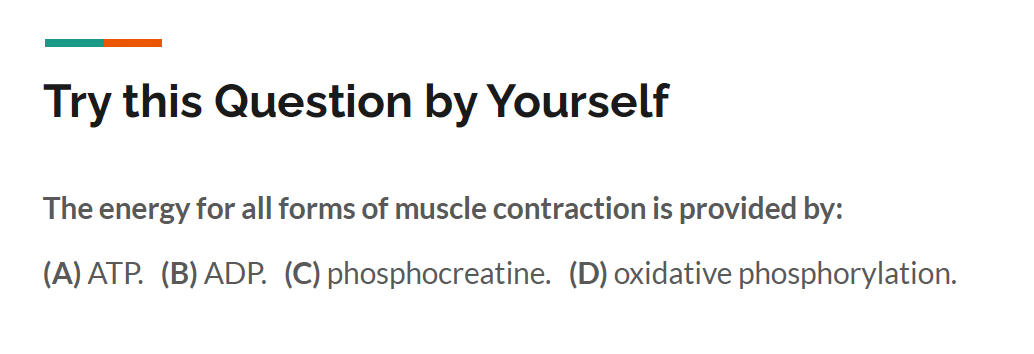 Try this Question by Yourself
The energy for all forms of muscle contraction is provided by:
(A) ATP. (B) ADP. (C) phosphocreatine. (D) oxidative phosphorylation.